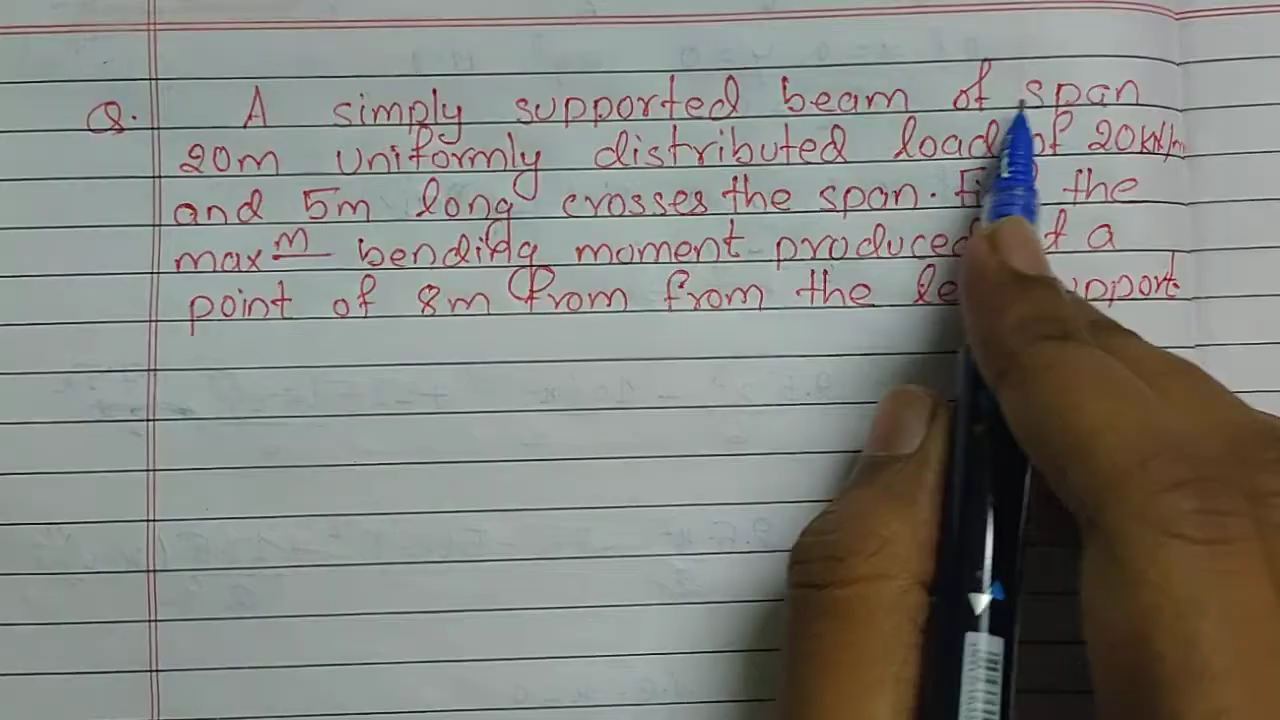 Q. A simply supported beam of span
20m uniformly distributed load of 20kN/m
and 5m long crosses the span. the
max m bending moment produced a
point of 8m from from the